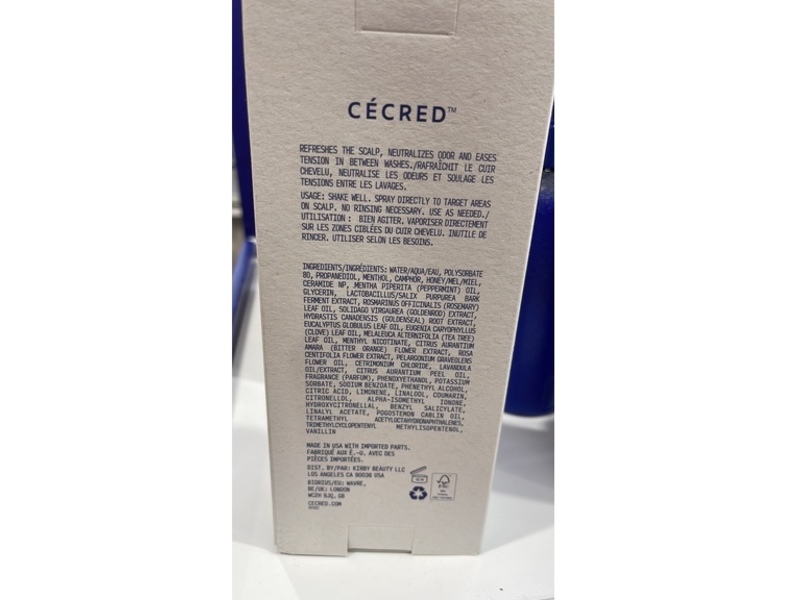 CÉCRED™
REFRESHES THE SCALP, NEUTRALIZES ODOR AND EASES
TENSION IN BETWEEN WASHES./RAFRAÎCHIT LE CUIR
CHEVELU, NEUTRALISE LES ODEURS ET SOULAGE LES
TENSIONS ENTRE LES LAVAGES.
USAGE: SHAKE WELL. SPRAY DIRECTLY TO TARGET AREAS
ON SCALP. NO RINSING NECESSARY. USE AS NEEDED./
UTILISATION : BIEN AGITER. VAPORISER DIRECTEMENT
SUR LES ZONES CIBLÉES DU CUIR CHEVELU. INUTILE DE
RINCER. UTILISER SELON LES BESOINS.
INGREDIENTS/INGRÉDIENTS: WATER/AQUA/EAU, POLYSORBATE
80, PROPANEDIOL, MENTHOL, CAMPHOR, HONEY/MEL/MIEL,
CERAMIDE NP, MENTHA PIPERITA (PEPPERMINT) OIL,
GLYCERIN, LACTOBACILLUS/SALIX PURPUREA BARK
FERMENT EXTRACT, ROSMARINUS OFFICINALIS (ROSEMARY)
LEAF OIL, SOLIDAGO VIRGAUREA (GOLDENROD) EXTRACT,
HYDRASTIS CANADENSIS (GOLDENSEAL) ROOT EXTRACT,
EUCALYPTUS GLOBULUS LEAF OIL, EUGENIA CARYOPHYLLUS
(CLOVE) LEAF OIL, MELALEUCA ALTERNIFOLIA (TEA TREE)
LEAF OIL, MENTHYL NICOTINATE, CITRUS AURANTIUM
AMARA (BITTER ORANGE) FLOWER EXTRACT, ROSA
CENTIFOLIA FLOWER EXTRACT, PELARGONIUM GRAVEOLENS
FLOWER OIL, CETRIMONIUM CHLORIDE, LAVANDULA
OIL/EXTRACT, CITRUS AURANTIUM PEEL OIL,
FRAGRANCE (PARFUM), PHENOXYETHANOL, POTASSIUM
SORBATE, SODIUM BENZOATE, PHENETHYL ALCOHOL,
CITRIC ACID, LIMONENE, LINALOOL, COUMARIN,
CITRONELLOL, ALPHA-ISOMETHYL IONONE,
HYDROXYCITRONELLAL, BENZYL SALICYLATE,
LINALYL ACETATE, POGOSTEMON CABLIN OIL,
TETRAMETHYL ACETYLOCTAHYDRONAPHTHALENES,
TRIMETHYLCYCLOPENTENYL METHYLISOPENTENOL,
VANILLIN
MADE IN USA WITH IMPORTED PARTS.
FABRIQUÉ AUX É.-U. AVEC DES
PIÈCES IMPORTÉES.
DIST. BY/PAR: KIRBY BEAUTY LLC
LOS ANGELES CA 90036 USA
BIORIUS/EU: WAVRE,
BE/UK: LONDON
WC2H 9JQ, GB
CECRED.COM
FSC